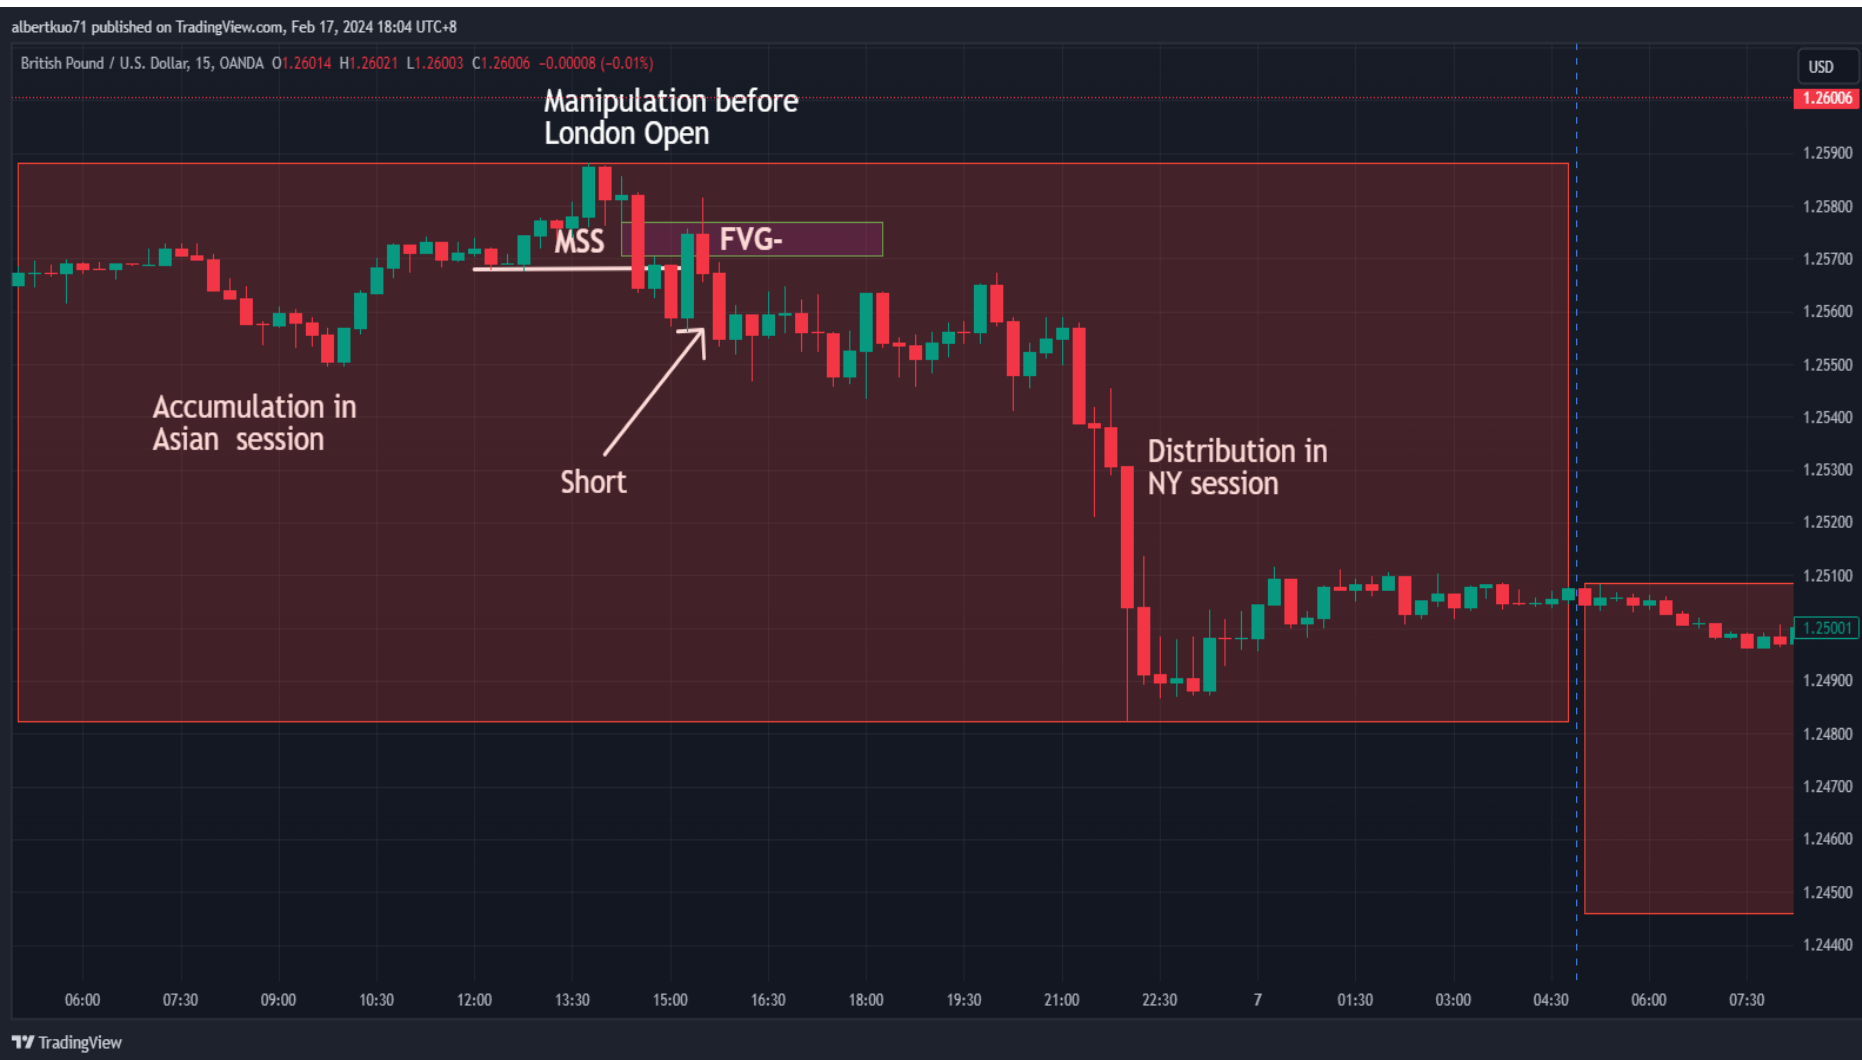 albertkuo71 published on TradingView.com, Feb 17, 2024 18:04 UTC+8
British Pound / U.S. Dollar, 15, OANDA O1.26014 H1.26021 L1.26003 C1.26006 −0.00008 (−0.01%)
USD
1.26006
Manipulation before
London Open
1.25900
1.25800
MSS
FVG-
1.25700
1.25600
1.25500
Accumulation in
Asian session
1.25400
Short
Distribution in
NY session
1.25300
1.25200
1.25100
1.25001
1.24900
1.24800
1.24700
1.24600
1.24500
1.24400
06:00 07:30 09:00 10:30 12:00 13:30 15:00 16:30 18:00 19:30 21:00 22:30 7 01:30 03:00 04:30 06:00 07:30
TradingView